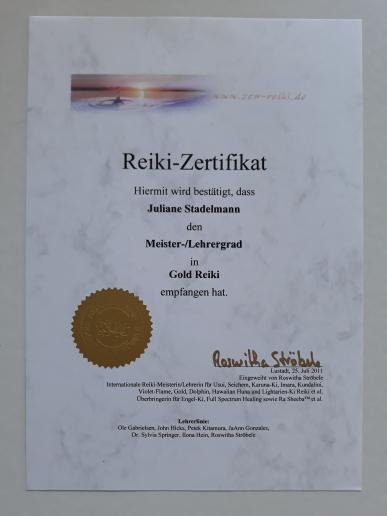 www.zen-reiki.de
Reiki-Zertifikat
Hiermit wird bestätigt, dass
Juliane Stadelmann
den
Meister-/Lehrergrad
in
Gold Reiki
empfangen hat.
Roswitha Ströbele
Lustadt, 25. Juli 2011
Eingeweiht von Roswitha Ströbele
Internationale Reiki-Meisterin/Lehrerin für Usui, Seichem, Karuna-Ki, Imara, Kundalini,
Violet-Flame, Gold, Dolphin, Hawaiian Huna und Lightarien-Ki Reiki et al.
Überbringerin für Engel-Ki, Full Spectrum Healing sowie Ra Sheeba™ et al.
Lehrerlinie:
Ole Gabrielsen, John Hicks, Petek Kitamura, JaAnn Gonzales,
Dr. Sylvia Springer, Ilona Hein, Roswitha Ströbele